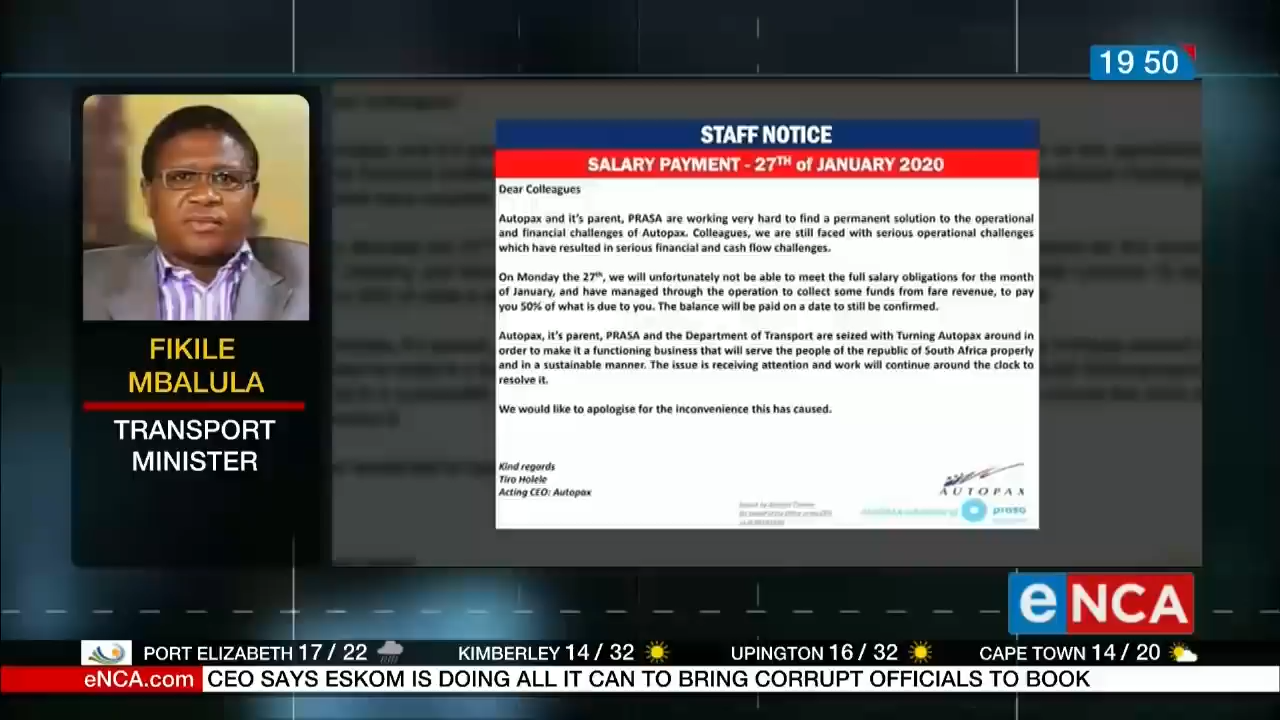 19 50
STAFF NOTICE
SALARY PAYMENT - 27TH of JANUARY 2020
Dear Colleagues
Autopax and it's parent, PRASA are working very hard to find a permanent solution to the operational
and financial challenges of Autopax. Colleagues, we are still faced with serious operational challenges
which have resulted in serious financial and cash flow challenges.
On Monday the 27th, we will unfortunately not be able to meet the full salary obligations for the month
of January, and have managed through the operation to collect some funds from fare revenue, to pay
you 50% of what is due to you. The balance will be paid on a date to still be confirmed.
Autopax, it's parent, PRASA and the Department of Transport are seized with Turning Autopax around in
order to make it a functioning business that will serve the people of the republic of South Africa properly
and in a sustainable manner. The issue is receiving attention and work will continue around the clock to
resolve it.
We would like to apologise for the inconvenience this has caused.
Kind regards
Tiro Holele
Acting CEO: Autopax
AUTOPAX
prasa
FIKILE
MBALULA
TRANSPORT
MINISTER
eNCA
PORT ELIZABETH 17 / 22 KIMBERLEY 14 / 32 UPINGTON 16 / 32 CAPE TOWN 14 / 20
eNCA.com CEO SAYS ESKOM IS DOING ALL IT CAN TO BRING CORRUPT OFFICIALS TO BOOK